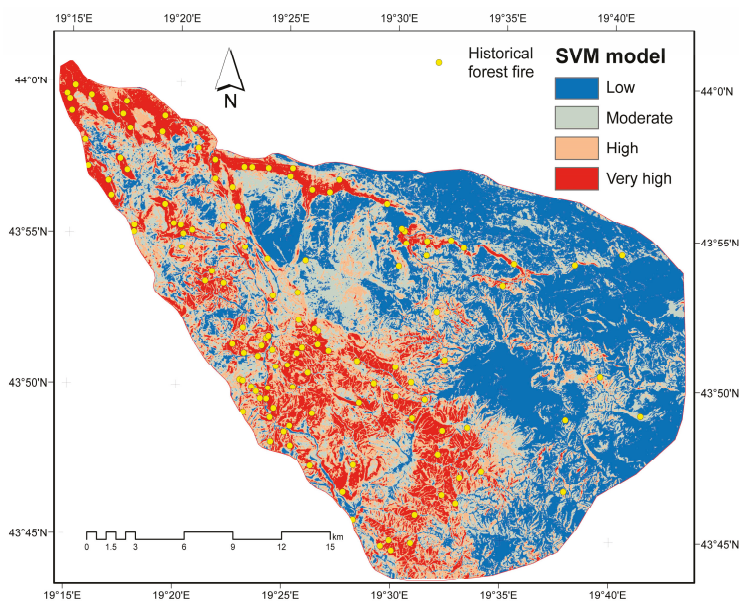 19°15'E 19°20'E 19°25'E 19°30'E 19°35'E 19°40'E
Historical
forest fire
SVM model
Low
Moderate
High
Very high
N
44°0'N
44°0'N
43°55'N
43°55'N
43°50'N
43°50'N
43°45'N
43°45'N
km
0 1.5 3 6 9 12 15
19°15'E 19°20'E 19°25'E 19°30'E 19°35'E 19°40'E